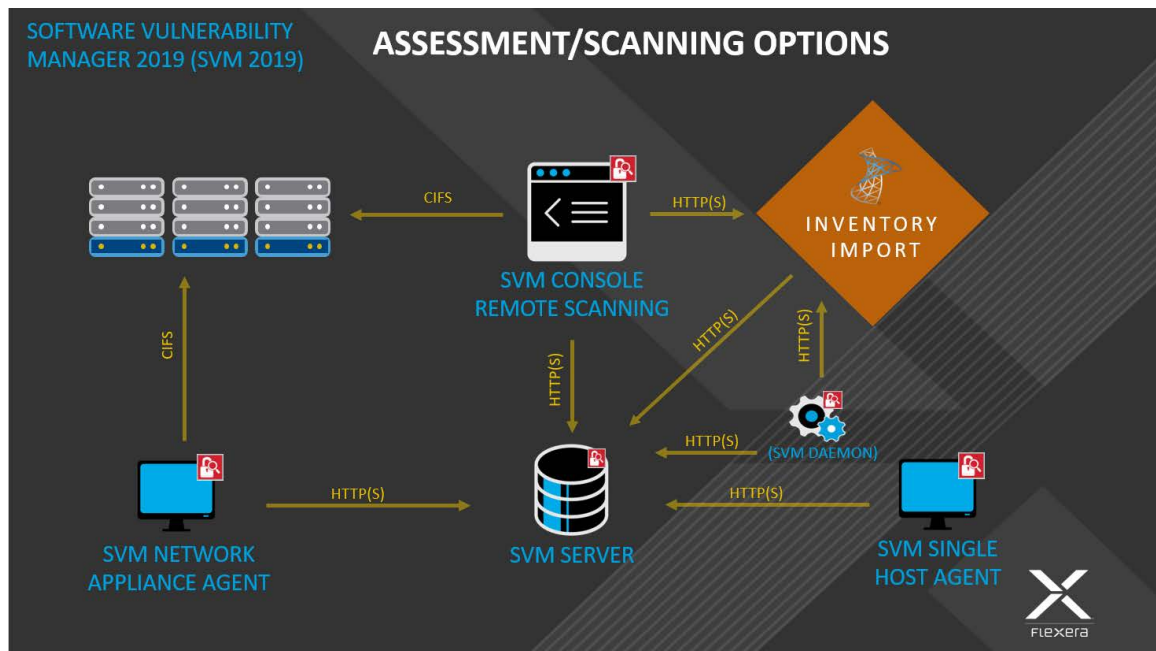 SOFTWARE VULNERABILITY
MANAGER 2019 (SVM 2019)
ASSESSMENT/SCANNING OPTIONS
CIFS
HTTP(S)
INVENTORY
IMPORT
SVM CONSOLE
REMOTE SCANNING
CIFS
HTTP(S)
HTTP(S)
HTTP(S)
HTTP(S)
(SVM DAEMON)
HTTP(S)
HTTP(S)
SVM NETWORK
APPLIANCE AGENT
SVM SERVER
SVM SINGLE
HOST AGENT
FLEXERA